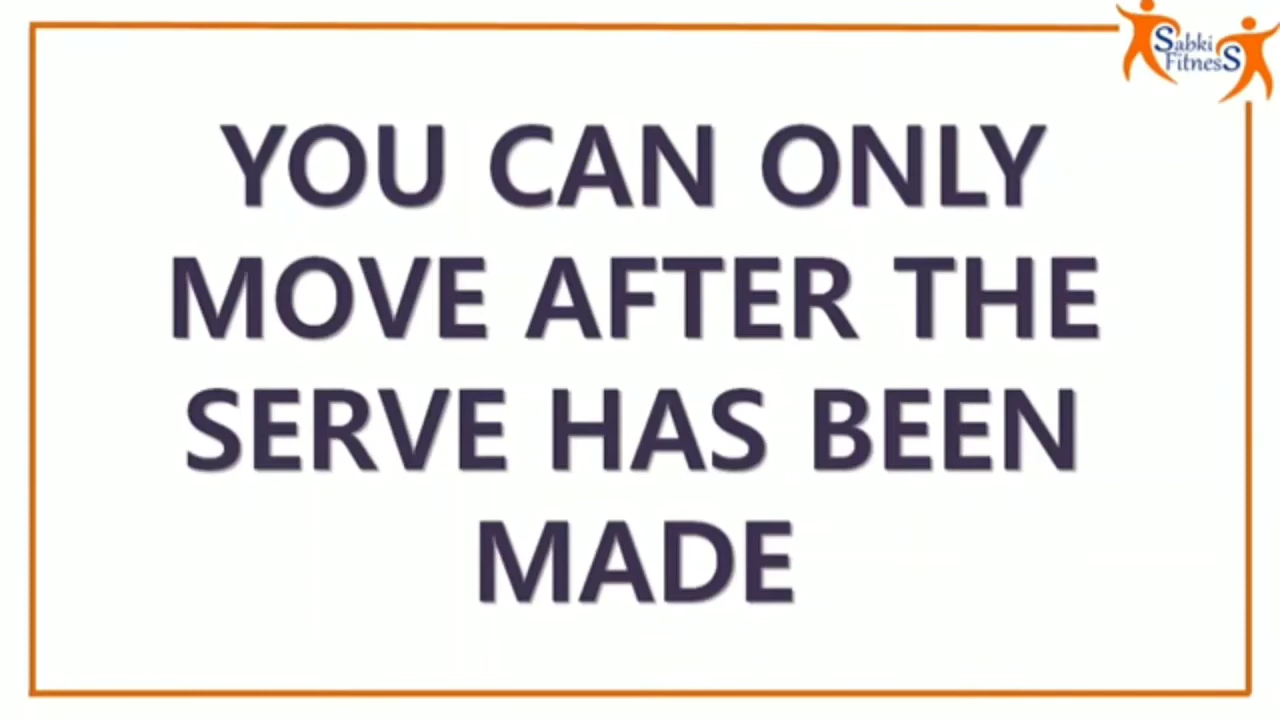 Sabki
FitnesS
YOU CAN ONLY
MOVE AFTER THE
SERVE HAS BEEN
MADE